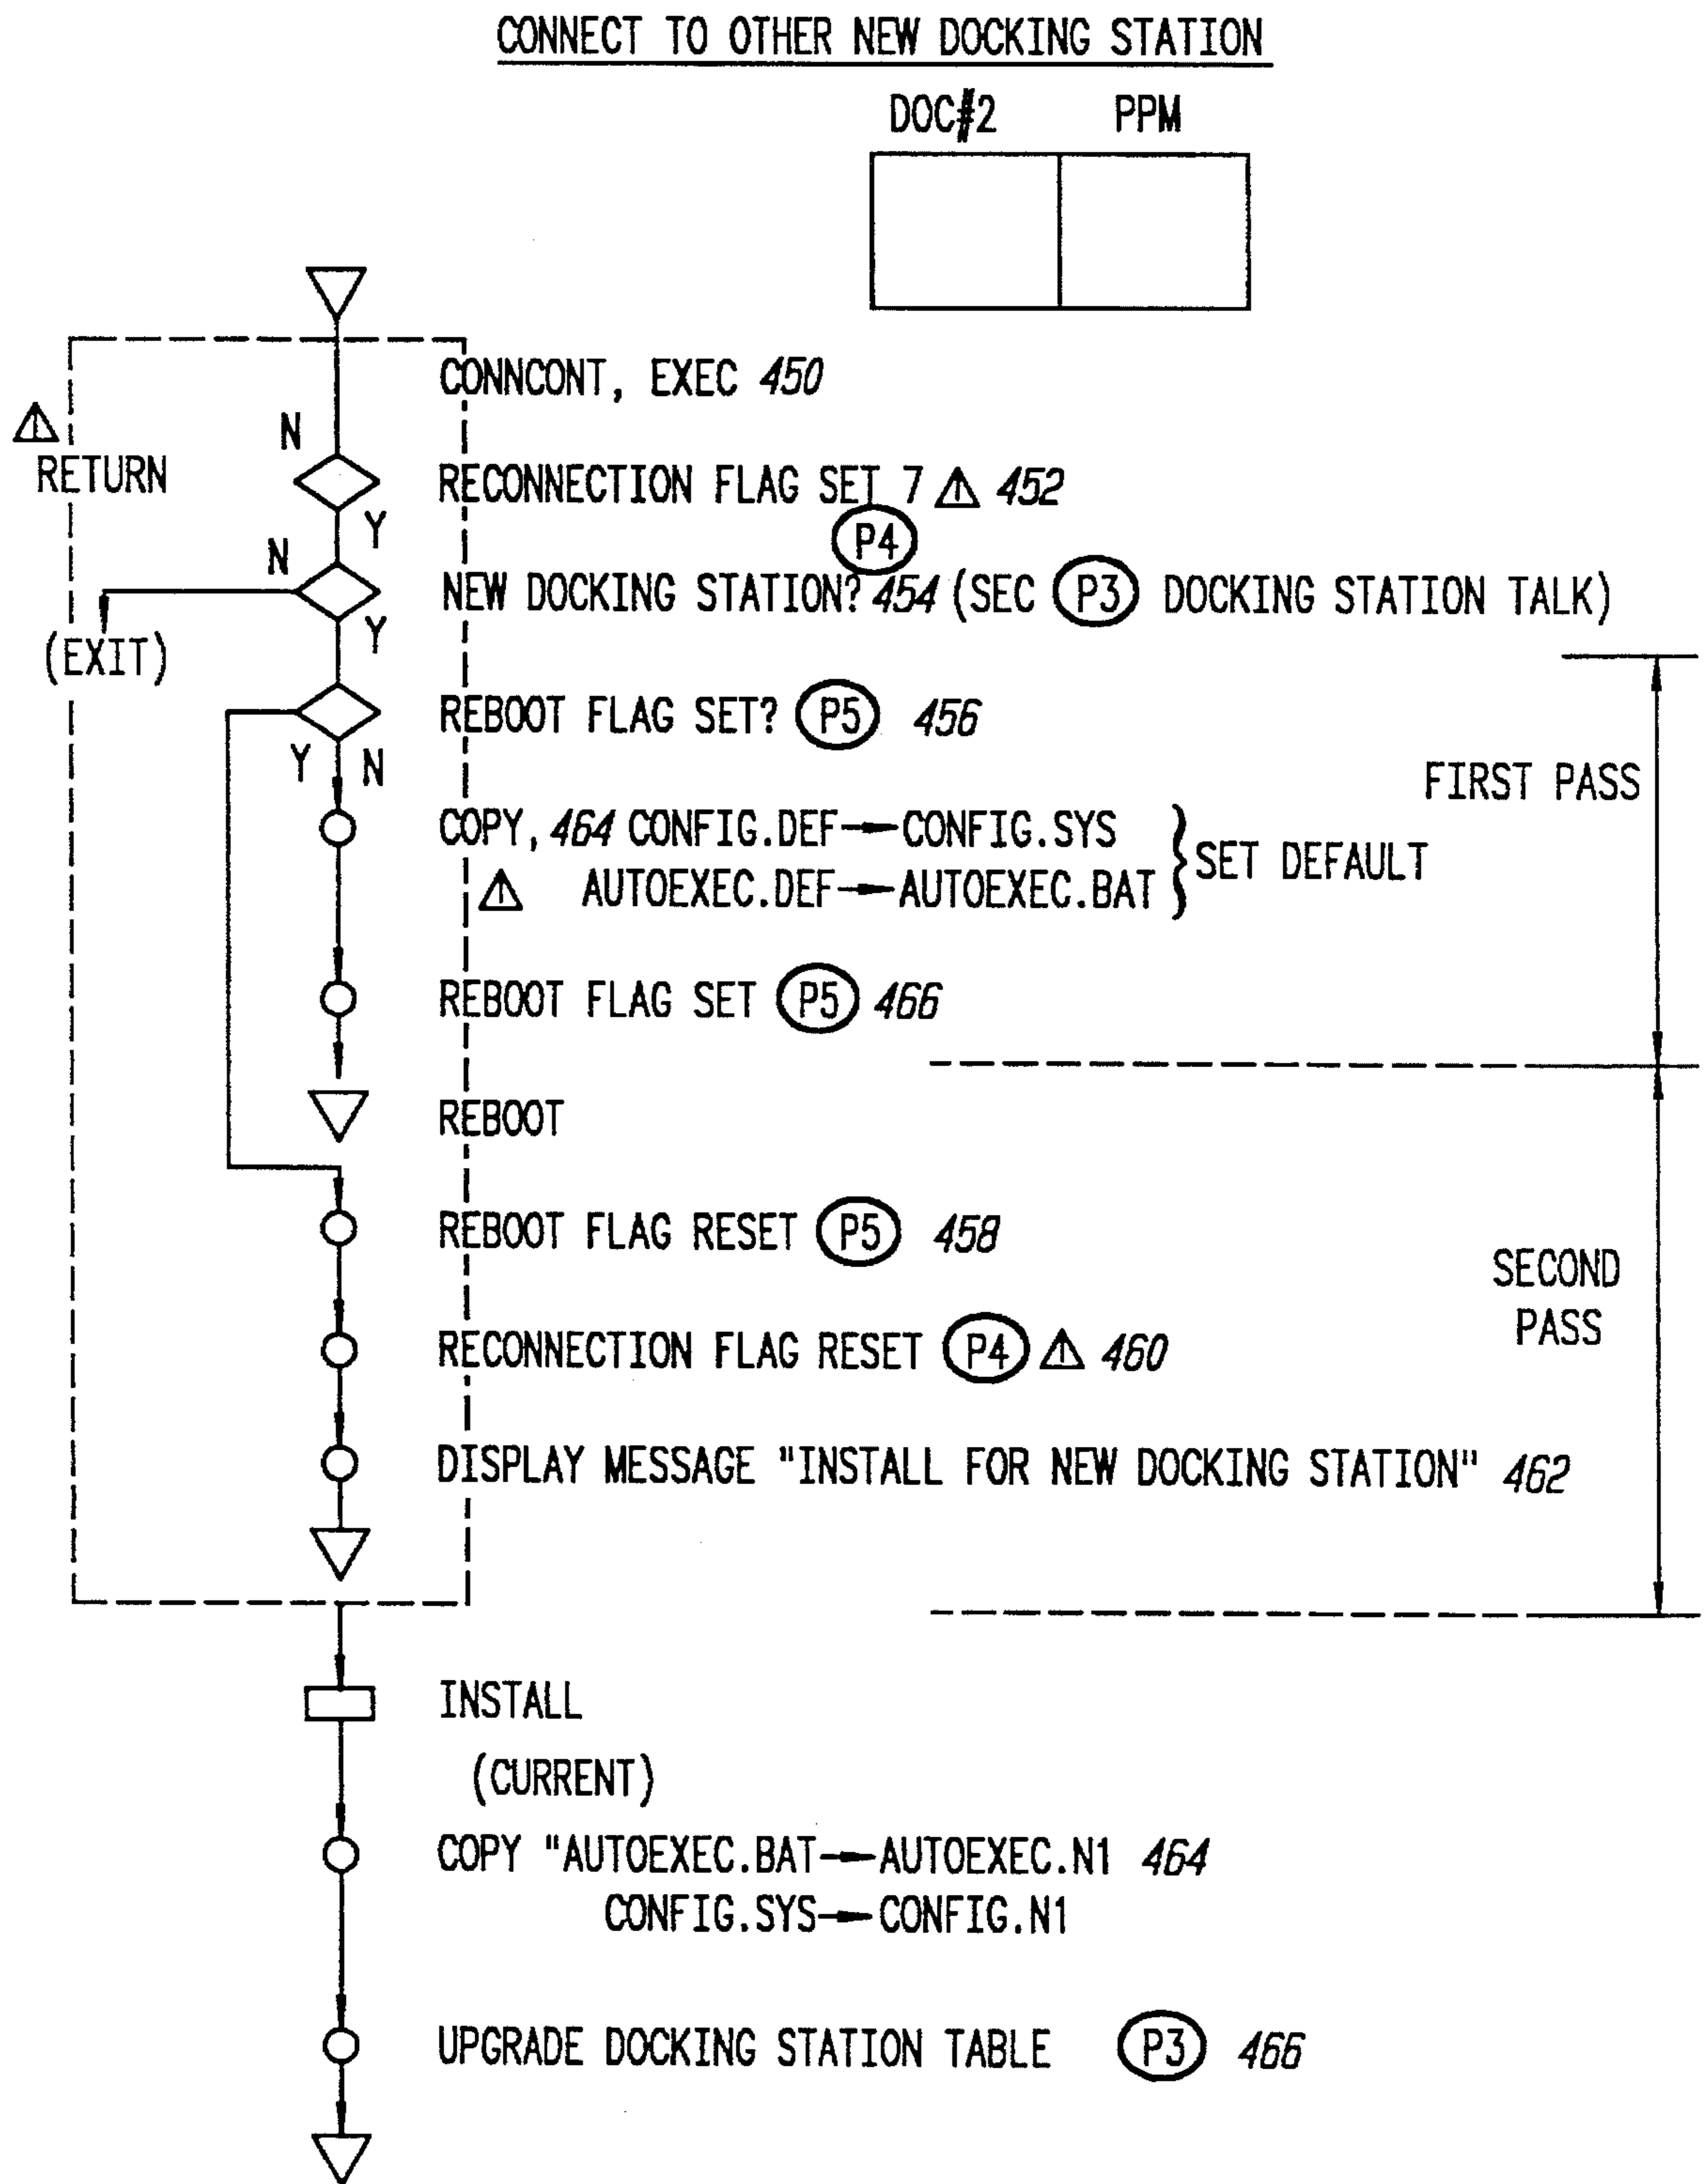 CONNECT TO OTHER NEW DOCKING STATION
DOC#2 PPM
CONNCONT, EXEC 450
N
RETURN
RECONNECTION FLAG SET 7 452
Y
P4
N
NEW DOCKING STATION? 454 (SEC P3 DOCKING STATION TALK)
Y
(EXIT)
REBOOT FLAG SET? P5 456
Y N
FIRST PASS
COPY, 464 CONFIG.DEF→CONFIG.SYS
AUTOEXEC.DEF→AUTOEXEC.BAT
SET DEFAULT
REBOOT FLAG SET P5 466
REBOOT
REBOOT FLAG RESET P5 458
SECOND
PASS
RECONNECTION FLAG RESET P4 1 460
DISPLAY MESSAGE "INSTALL FOR NEW DOCKING STATION" 462
INSTALL
(CURRENT)
COPY "AUTOEXEC.BAT→AUTOEXEC.N1 464
CONFIG.SYS→CONFIG.N1
UPGRADE DOCKING STATION TABLE P3 466